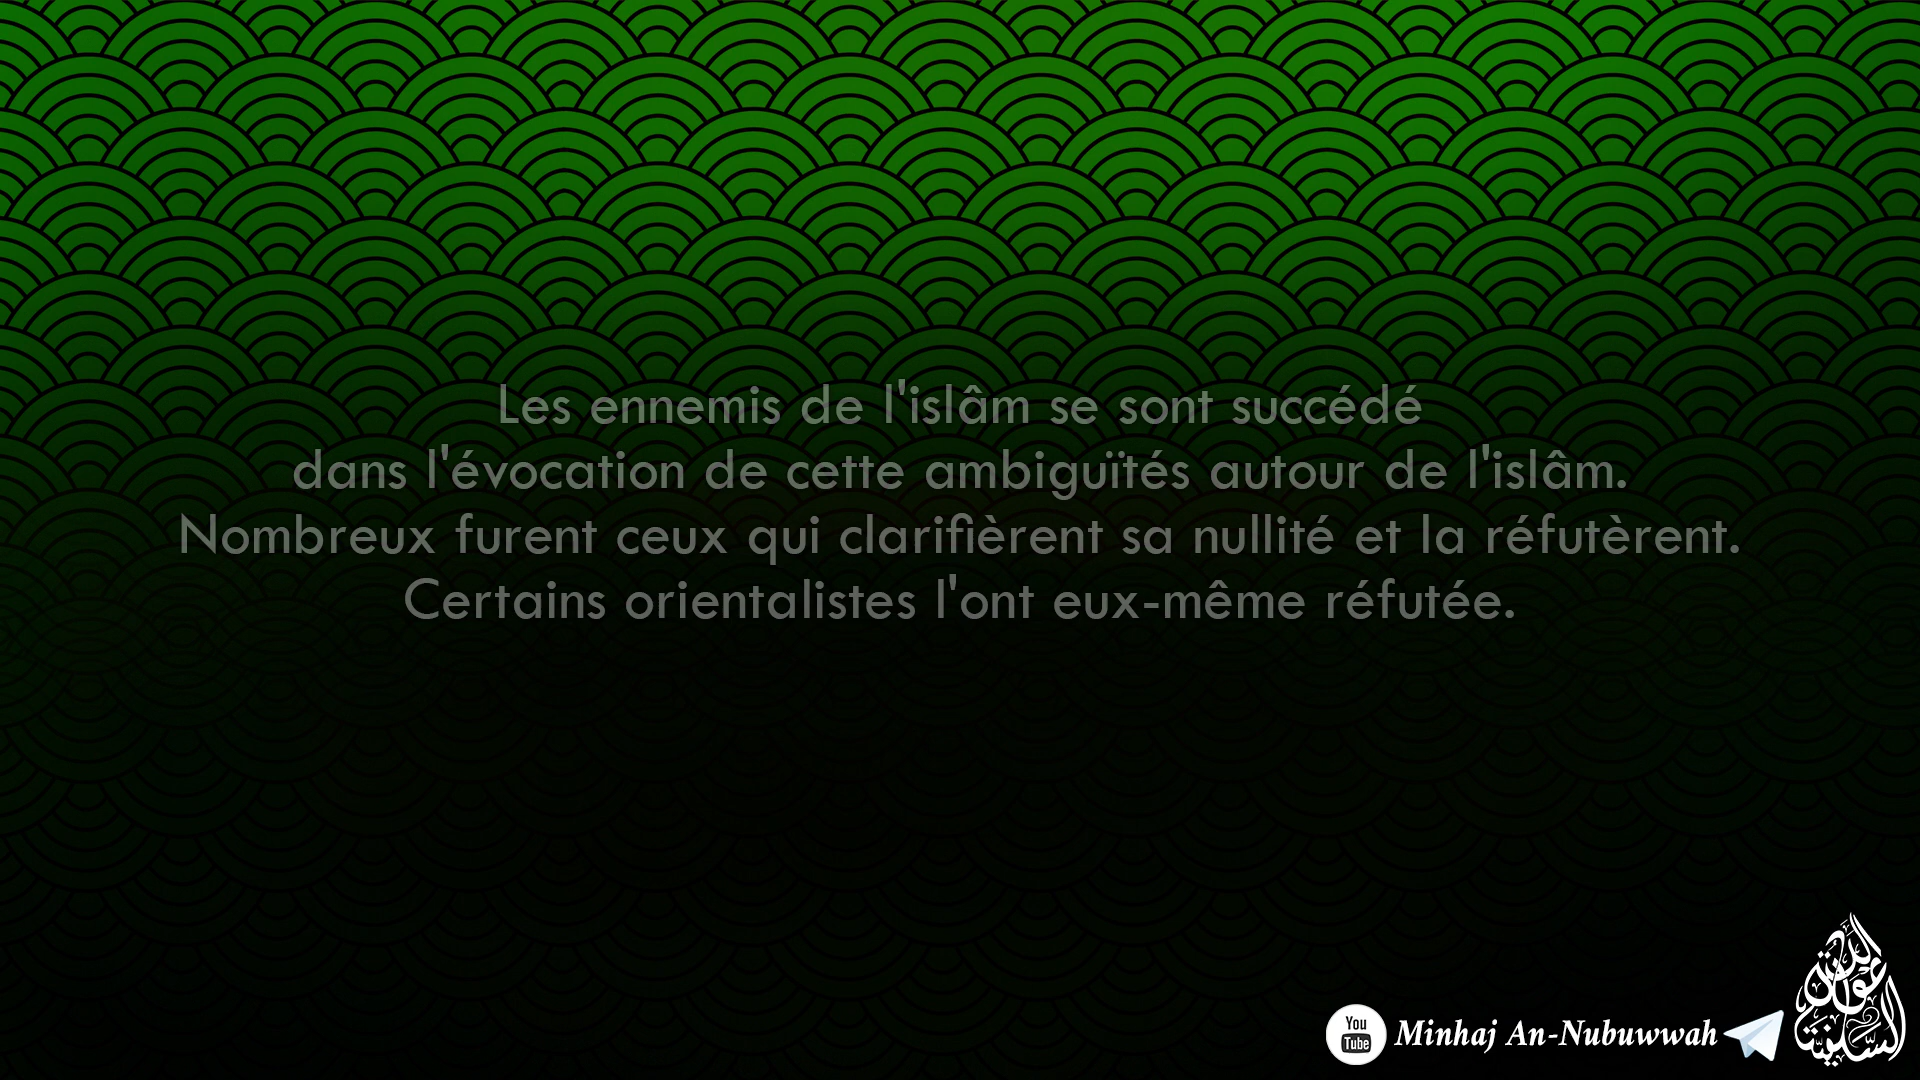 Les ennemis de l'islâm se sont succédé
dans l'évocation de cette ambiguïtés autour de l'islâm.
Nombreux furent ceux qui clarifièrent sa nullité et la réfutèrent.
Certains orientalistes l'ont eux-même réfutée.
You
Tube
Minhaj An-Nubuwwah